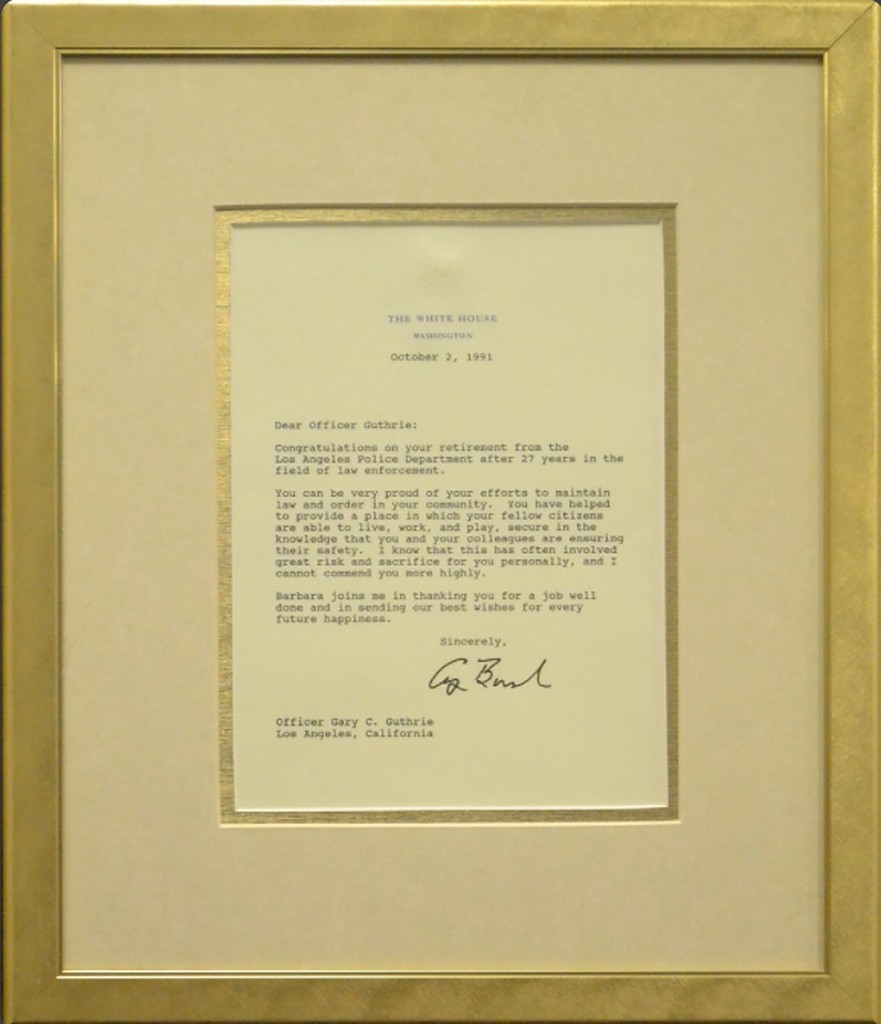 THE WHITE HOUSE
WASHINGTON
October 2, 1991
Dear Officer Guthrie:
Congratulations on your retirement from the
Los Angeles Police Department after 27 years in the
field of law enforcement.
You can be very proud of your efforts to maintain
law and order in your community. You have helped
to provide a place in which your fellow citizens
are able to live, work, and play, secure in the
knowledge that you and your colleagues are ensuring
their safety. I know that this has often involved
great risk and sacrifice for you personally, and I
cannot commend you more highly.
Barbara joins me in thanking you for a job well
done and in sending our best wishes for every
future happiness.
Sincerely,
Bush
Officer Gary C. Guthrie
Los Angeles, California